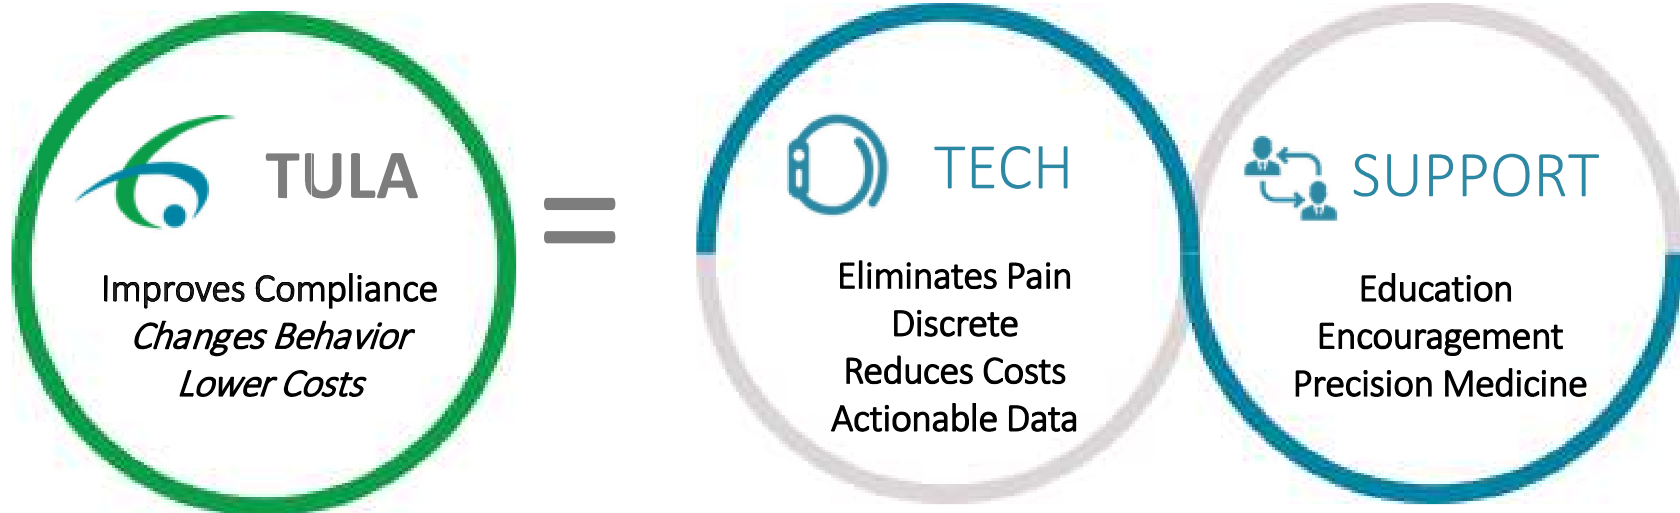 TULA
Improves Compliance
Changes Behavior
Lower Costs
=
TECH
Eliminates Pain
Discrete
Reduces Costs
Actionable Data
SUPPORT
Education
Encouragement
Precision Medicine